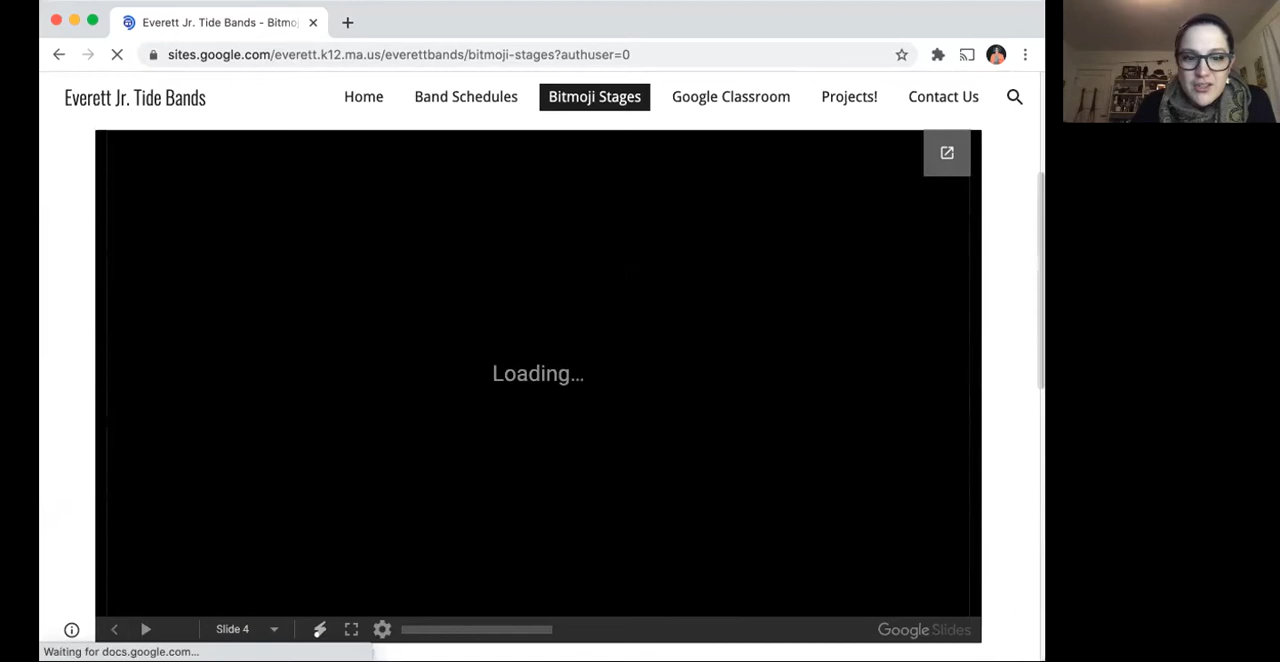 Everett Jr. Tide Bands - Bitmoj
sites.google.com/everett.k12.ma.us/everettbands/bitmoji-stages?authuser=0
Everett Jr. Tide Bands
Home
Band Schedules
Bitmoji Stages
Google Classroom
Projects!
Contact Us
Loading...
Slide 4
Google Slides
Waiting for docs.google.com...